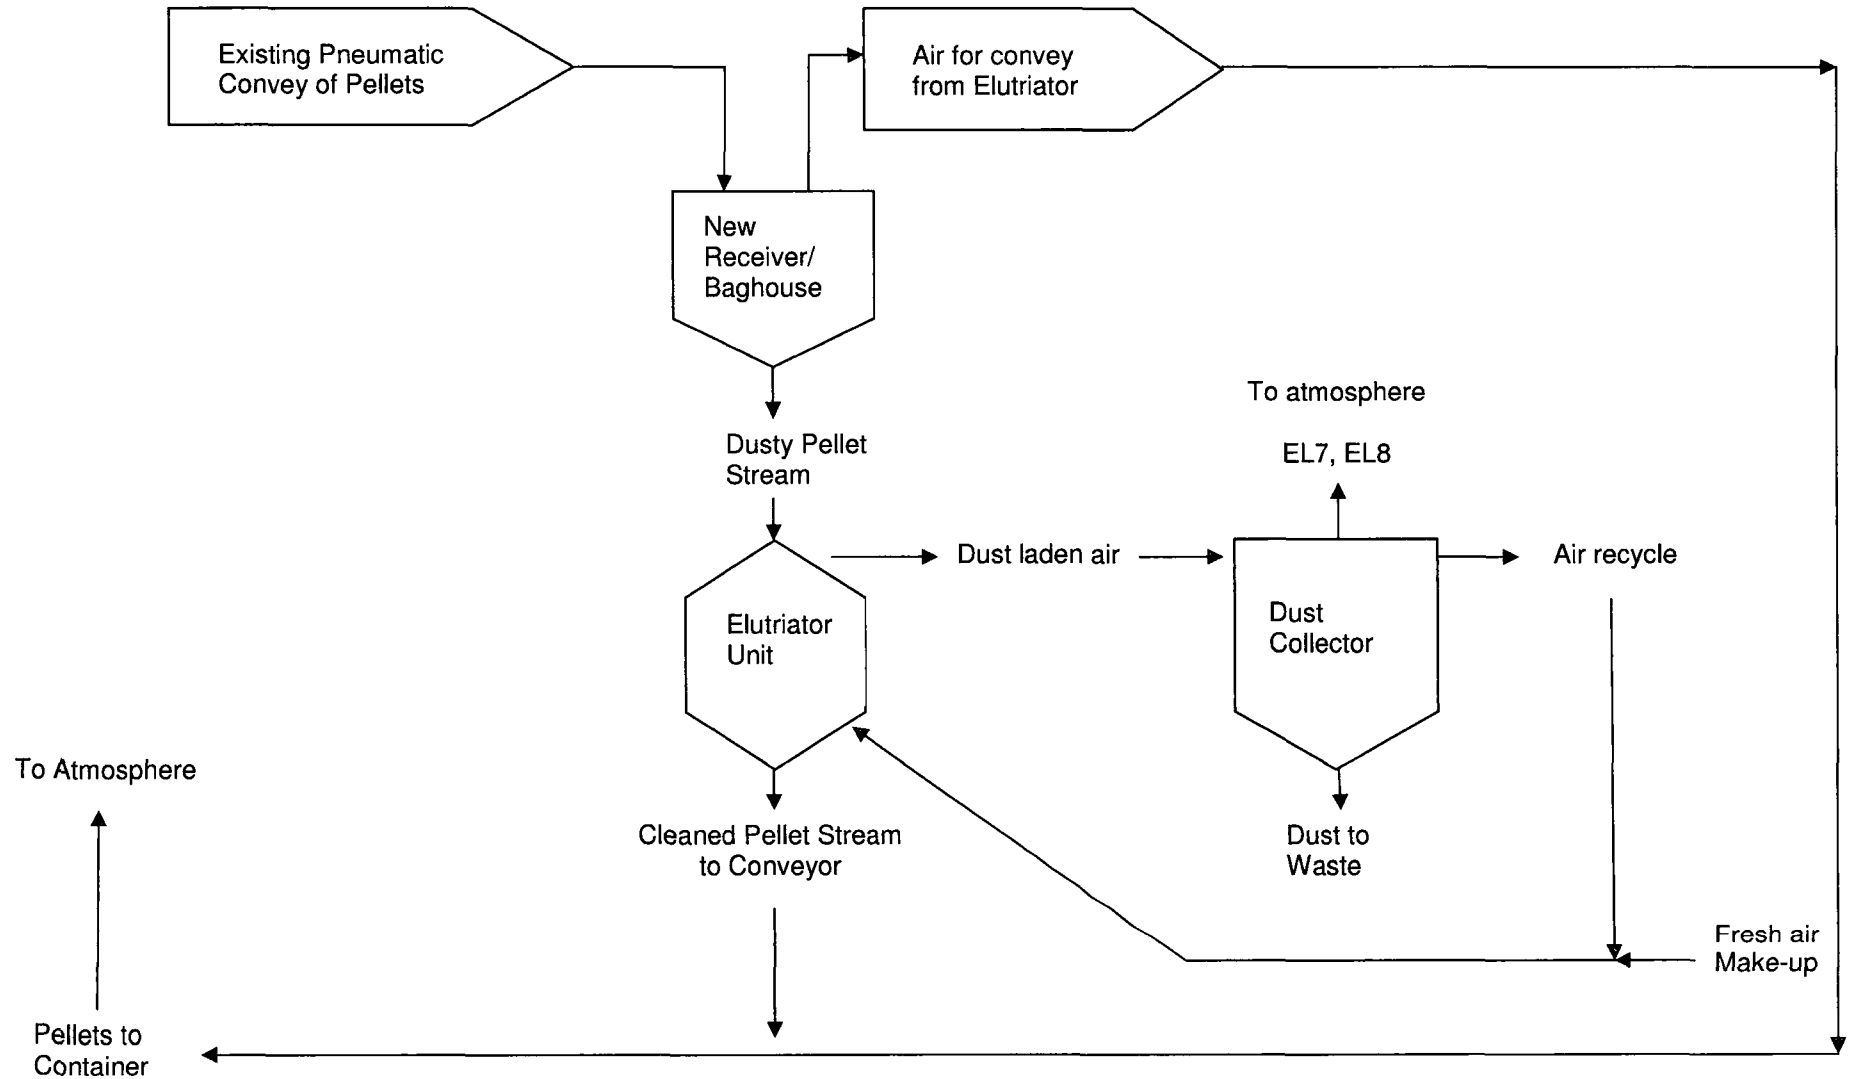 Existing Pneumatic
Convey of Pellets
Air for convey
from Elutriator
New
Receiver/
Baghouse
To atmosphere
EL7, EL8
Dusty Pellet
Stream
Dust laden air
Air recycle
Elutriator
Unit
Dust
Collector
To Atmosphere
Cleaned Pellet Stream
to Conveyor
Dust to
Waste
Fresh air
Make-up
Pellets to
Container